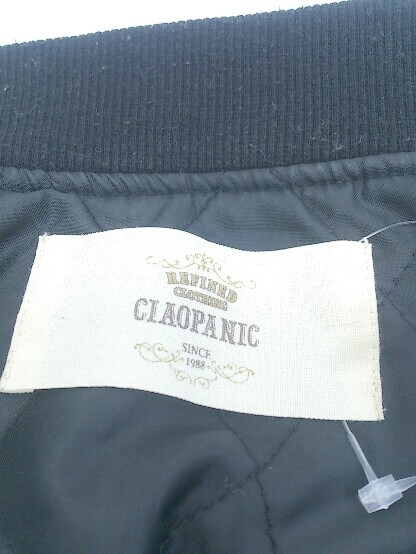 REFINED
CLOTHING
CIAOPANIC
SINCE
1988